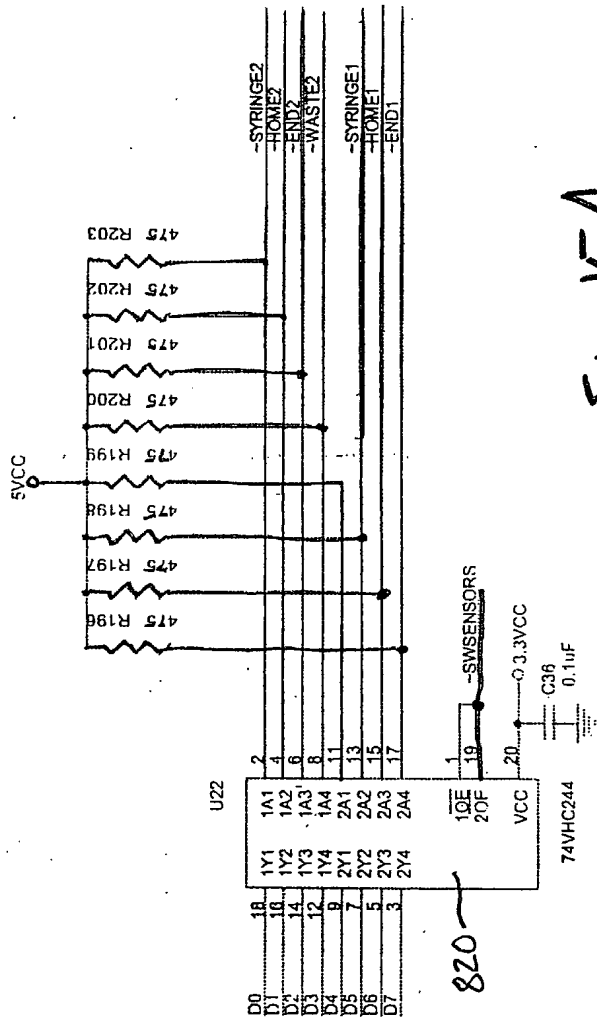 5VCC
475 R196
475 R197
475 R198
475 R199
475 R200
475 R201
475 R202
475 R203
~SYRINGE2
~HOME2
~END2
~WASTE2
~SYRINGE1
~HOME1
~END1
U22
D0 18 1Y1 1A1 2
D1 16 1Y2 1A2 4
D2 14 1Y3 1A3 6
D3 12 1Y4 1A4 8
D4 9 2Y1 2A1 11
D5 7 2Y2 2A2 13
D6 5 2Y3 2A3 15
D7 3 2Y4 2A4 17
1OE 1
2OE 19
~SWSENSORS
VCC 20
3.3VCC
C36
0.1uF
74VHC244
820